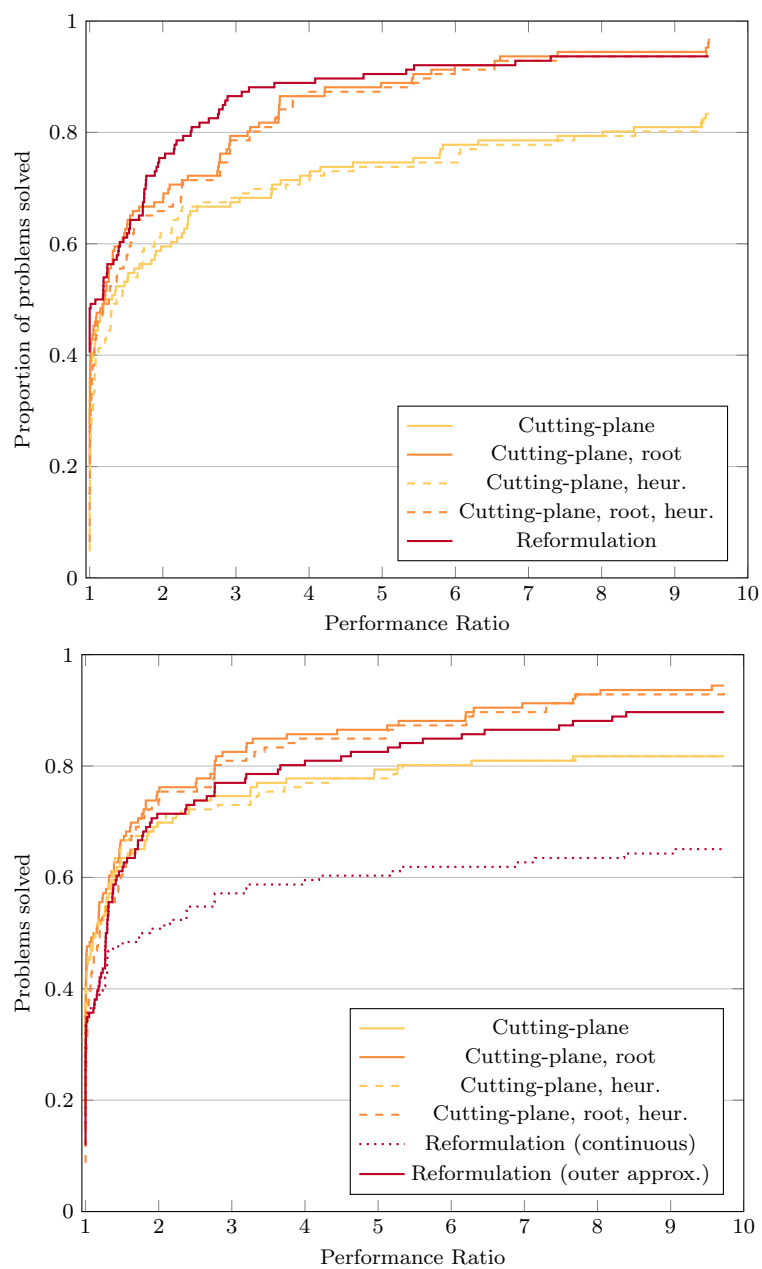 1
0.8
0.6
0.4
0.2
0
Proportion of problems solved
Cutting-plane
Cutting-plane, root
Cutting-plane, heur.
Cutting-plane, root, heur.
Reformulation
1 2 3 4 5 6 7 8 9 10
Performance Ratio
1
0.8
0.6
0.4
0.2
0
Problems solved
Cutting-plane
Cutting-plane, root
Cutting-plane, heur.
Cutting-plane, root, heur.
Reformulation (continuous)
Reformulation (outer approx.)
1 2 3 4 5 6 7 8 9 10
Performance Ratio